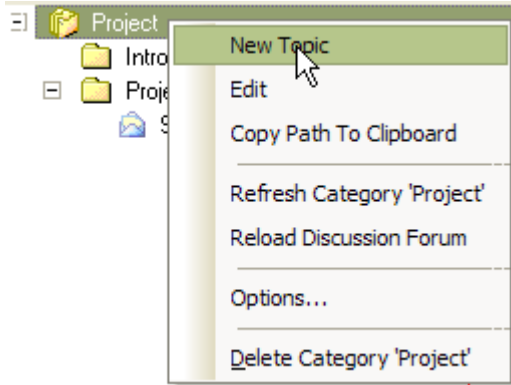 Project
New Topic
Intro
Edit
Proje
Copy Path To Clipboard
Refresh Category 'Project'
Reload Discussion Forum
Options...
Delete Category 'Project'